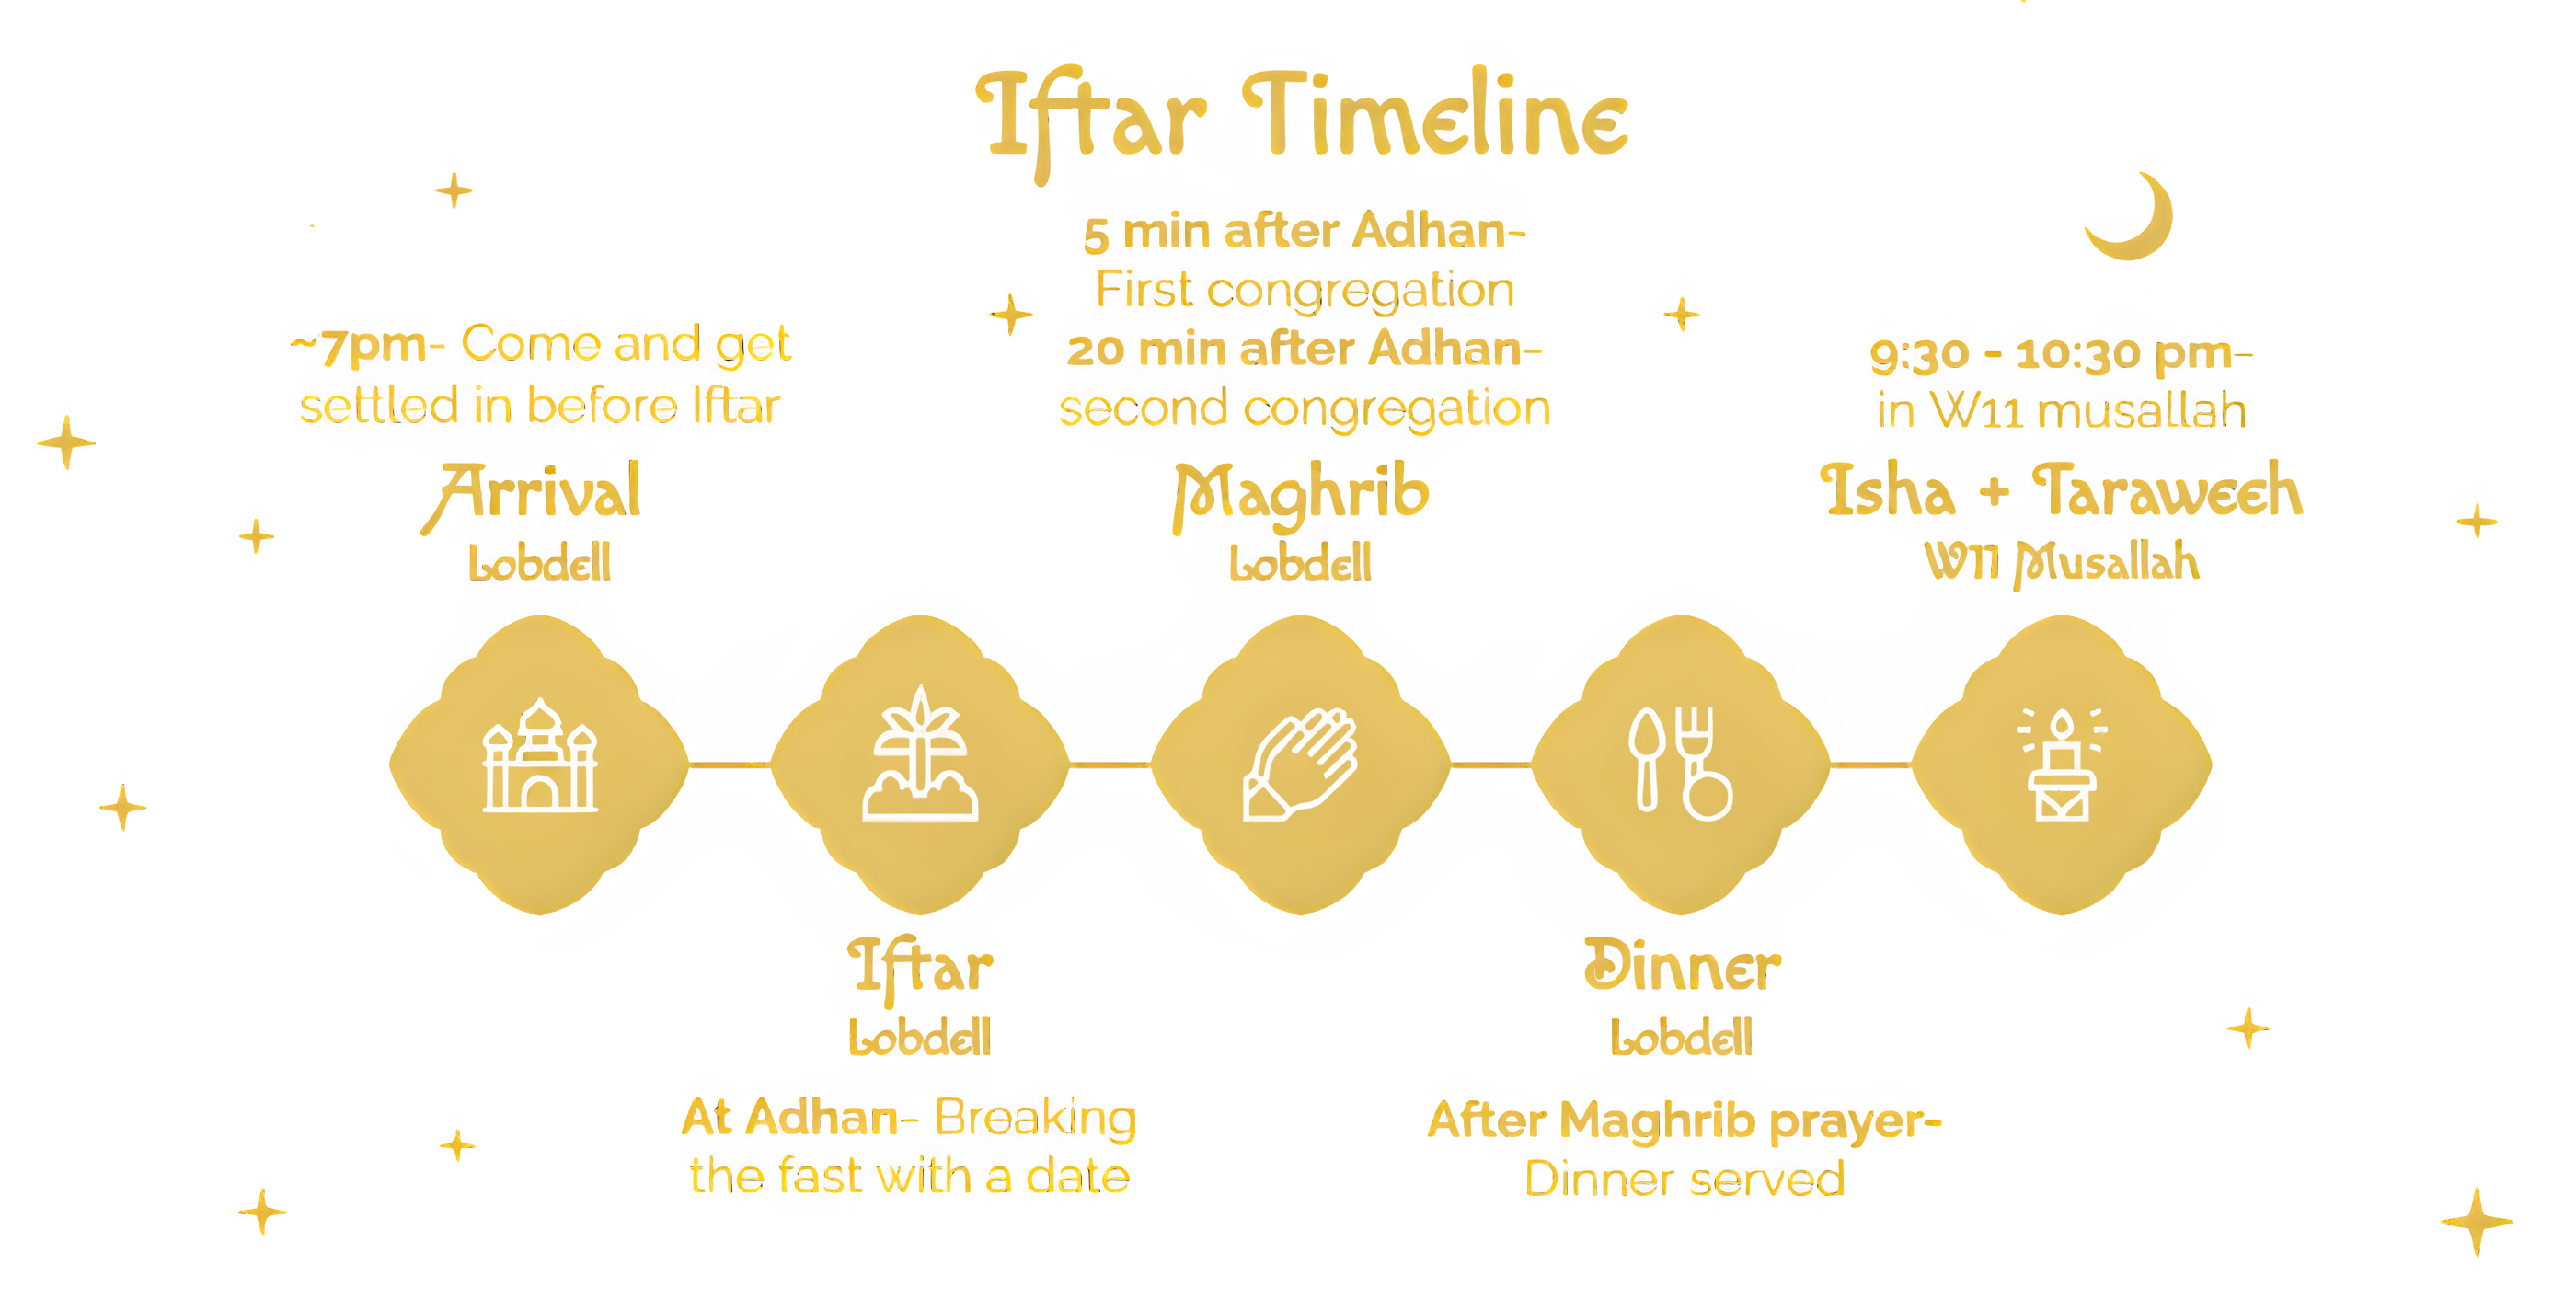 Iftar Timeline
~7pm- Come and get
settled in before Iftar
Arrival
Lobdell
At Adhan- Breaking
the fast with a date
Iftar
Lobdell
5 min after Adhan-
First congregation
20 min after Adhan-
second congregation
Maghrib
Lobdell
Dinner
Lobdell
After Maghrib prayer-
Dinner served
9:30 - 10:30 pm-
in W11 musallah
Isha + Taraweeh
W11 Musallah